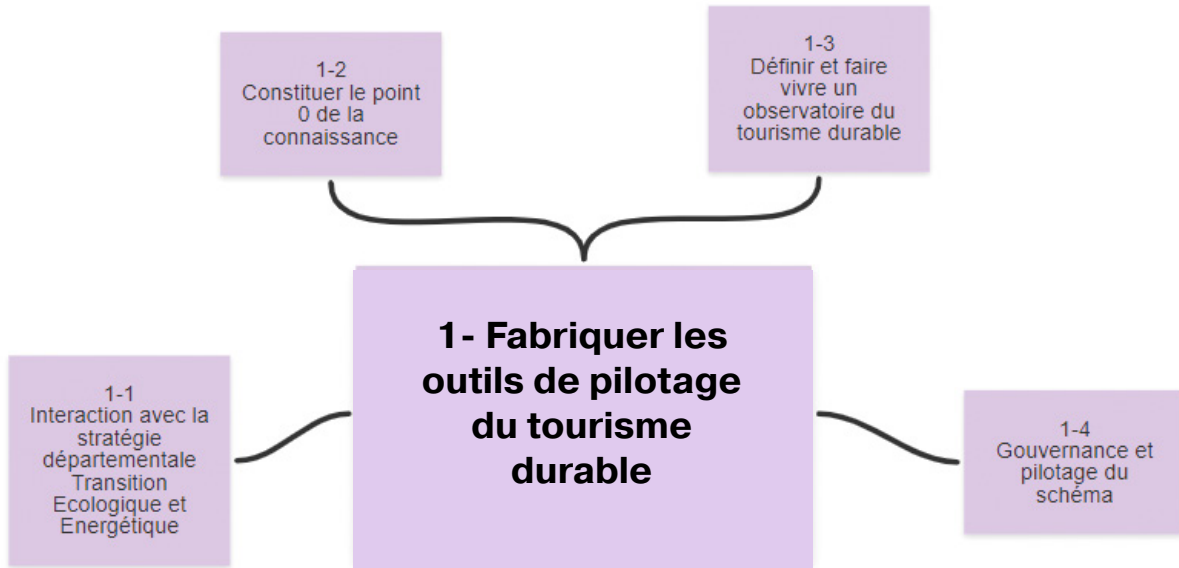 1-2
Constituer le point
0 de la
connaissance
1-3
Définir et faire
vivre un
observatoire du
tourisme durable
1- Fabriquer les
outils de pilotage
du tourisme
durable
1-1
Interaction avec la
stratégie
départementale
Transition
Ecologique et
Energétique
1-4
Gouvernance et
pilotage du
schéma